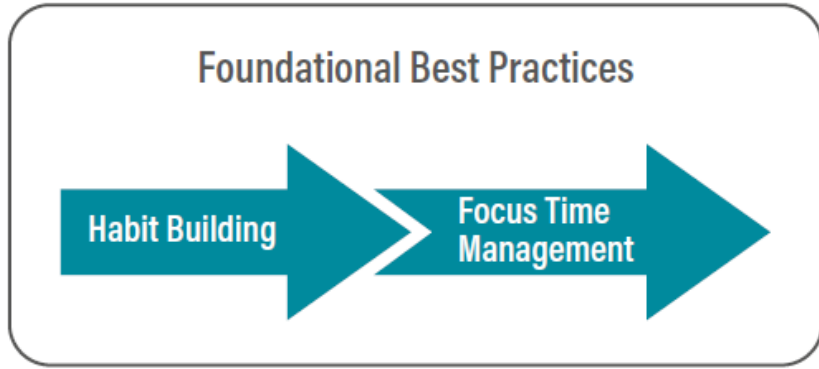 Foundational Best Practices
Habit Building
Focus Time
Management